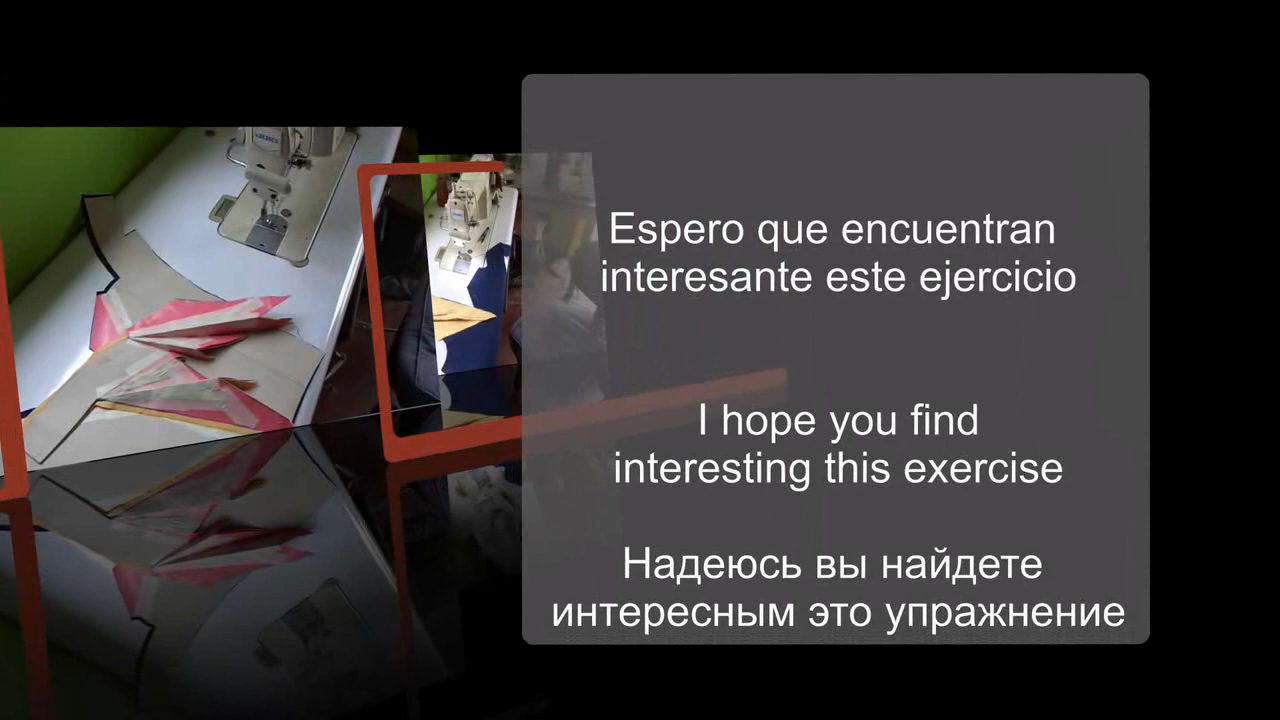 Espero que encuentran
interesante este ejercicio
I hope you find
interesting this exercise
Надеюсь вы найдете
интересным это упражнение